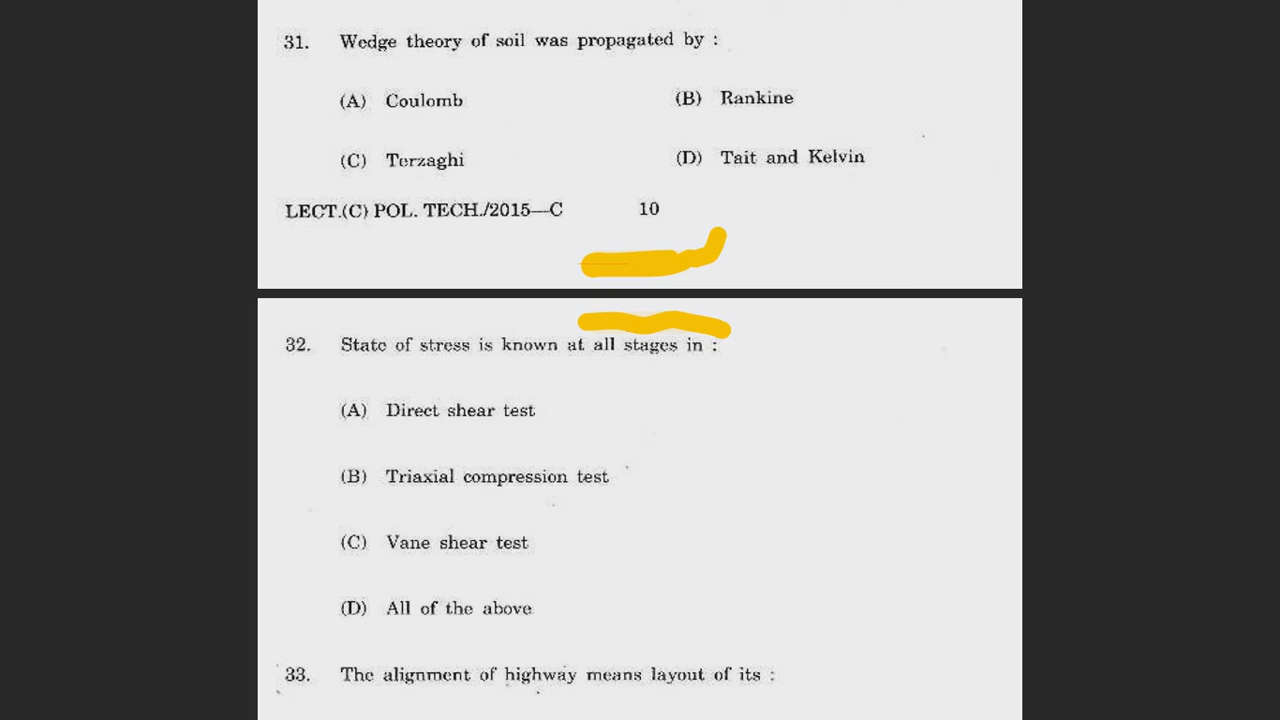 31. Wedge theory of soil was propagated by :
(A) Coulomb (B) Rankine
(C) Terzaghi (D) Tait and Kelvin
LECT.(C) POL. TECH./2015—C 10
32. State of stress is known at all stages in :
(A) Direct shear test
(B) Triaxial compression test
(C) Vane shear test
(D) All of the above
33. The alignment of highway means layout of its :